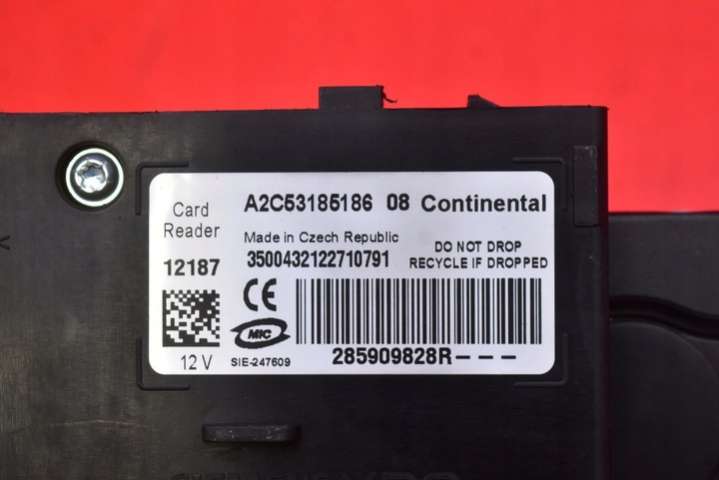 Card
Reader
12187
12 V
A2C53185186 08 Continental
Made in Czech Republic
3500432122710791
DO NOT DROP
RECYCLE IF DROPPED
CE
MIC
SIE-247609
285909828R---